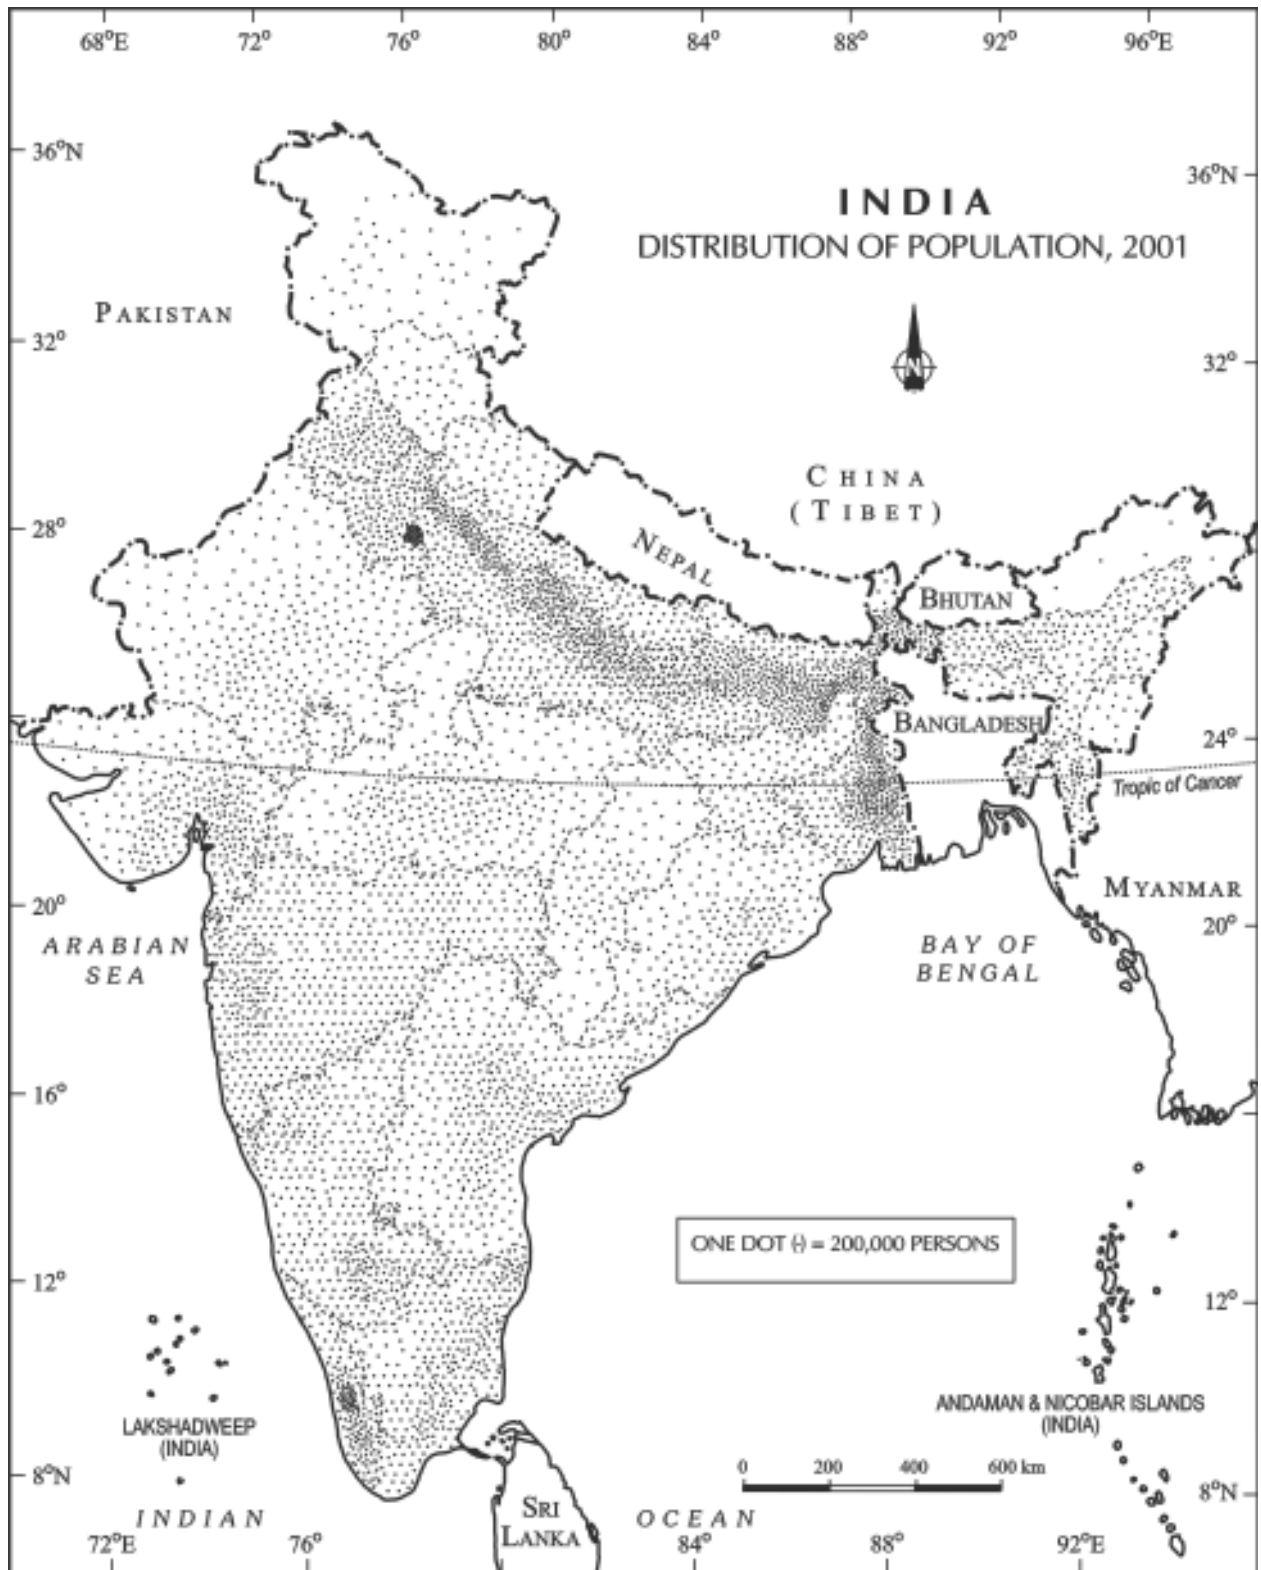 68°E 72° 76° 80° 84° 88° 92° 96°E
36°N
36°N
INDIA
DISTRIBUTION OF POPULATION, 2001
PAKISTAN
N
32°
32°
CHINA
(TIBET)
28°
NEPAL
BHUTAN
BANGLADESH
24°
Tropic of Cancer
MYANMAR
20°
20°
ARABIAN
SEA
BAY OF
BENGAL
16°
ONE DOT (·) = 200,000 PERSONS
12°
12°
LAKSHADWEEP
(INDIA)
ANDAMAN & NICOBAR ISLANDS
(INDIA)
0 200 400 600 km
8°N
8°N
SRI
LANKA
INDIAN OCEAN
72°E 76° 84° 88° 92°E